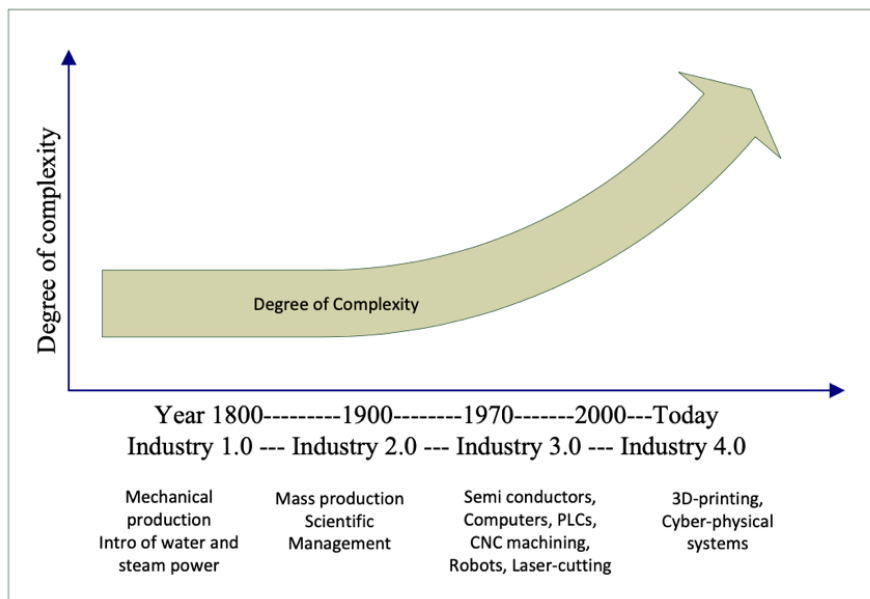 Degree of complexity
Degree of Complexity
Year 1800---------1900--------1970-------2000---Today
Industry 1.0 --- Industry 2.0 --- Industry 3.0 --- Industry 4.0
Mechanical
production
Intro of water and
steam power
Mass production
Scientific
Management
Semi conductors,
Computers, PLCs,
CNC machining,
Robots, Laser-cutting
3D-printing,
Cyber-physical
systems